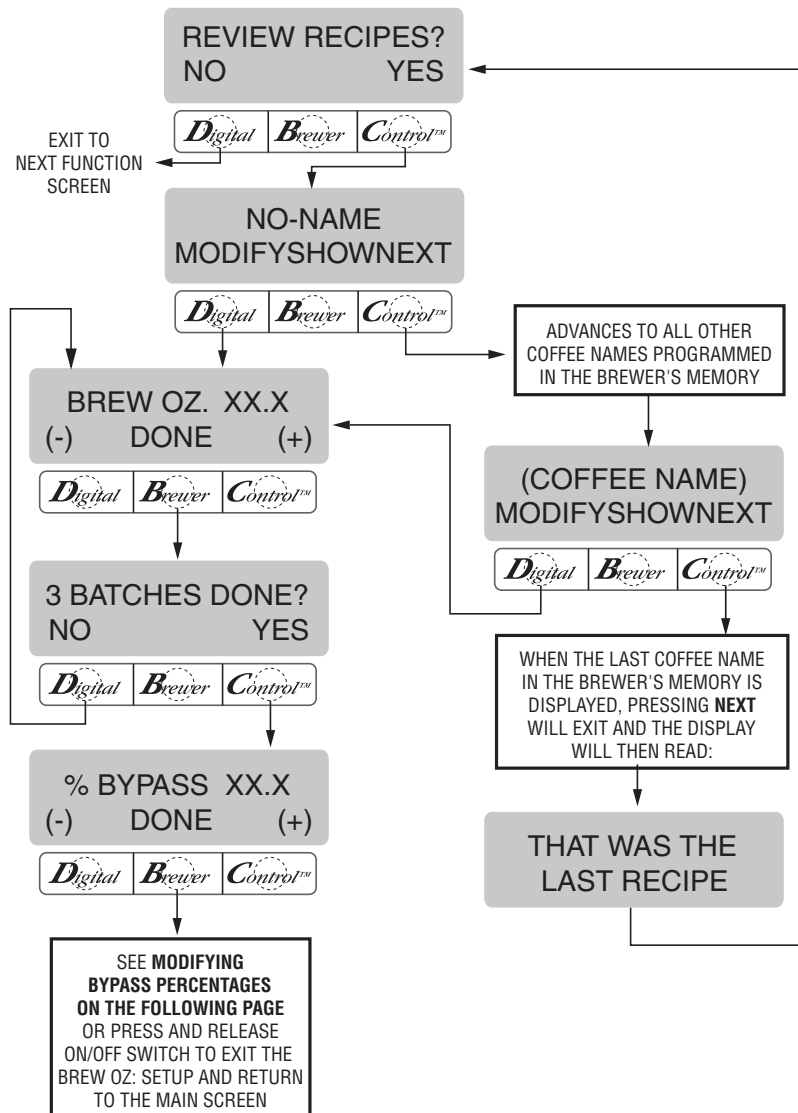 REVIEW RECIPES?
NO YES
Digital Brewer Control™
EXIT TO
NEXT FUNCTION
SCREEN
NO-NAME
MODIFYSHOWNEXT
Digital Brewer Control™
ADVANCES TO ALL OTHER
COFFEE NAMES PROGRAMMED
IN THE BREWER'S MEMORY
BREW OZ. XX.X
(-) DONE (+)
Digital Brewer Control™
(COFFEE NAME)
MODIFYSHOWNEXT
Digital Brewer Control™
3 BATCHES DONE?
NO YES
Digital Brewer Control™
WHEN THE LAST COFFEE NAME
IN THE BREWER'S MEMORY IS
DISPLAYED, PRESSING NEXT
WILL EXIT AND THE DISPLAY
WILL THEN READ:
% BYPASS XX.X
(-) DONE (+)
Digital Brewer Control™
THAT WAS THE
LAST RECIPE
SEE MODIFYING
BYPASS PERCENTAGES
ON THE FOLLOWING PAGE
OR PRESS AND RELEASE
ON/OFF SWITCH TO EXIT THE
BREW OZ: SETUP AND RETURN
TO THE MAIN SCREEN